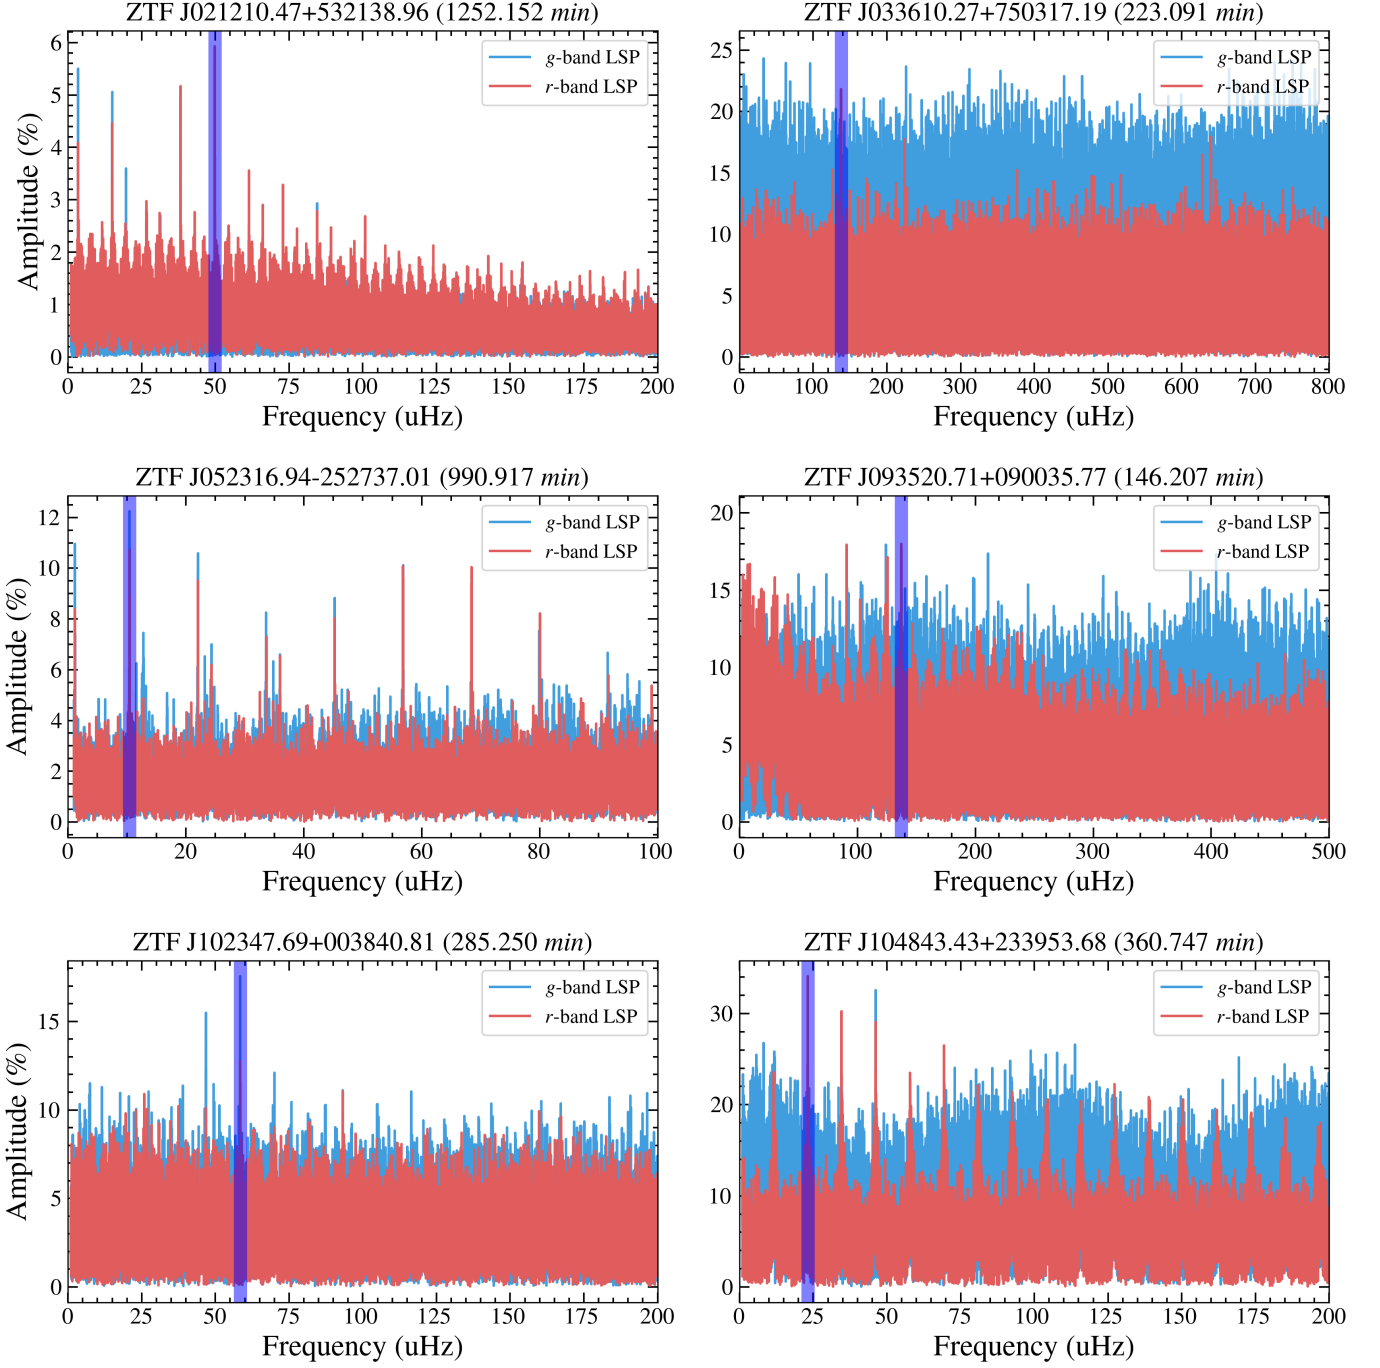 ZTF J021210.47+532138.96 (1252.152 min)
g-band LSP
r-band LSP
Amplitude (%)
6
5
4
3
2
1
0
0 25 50 75 100 125 150 175 200
Frequency (uHz)
ZTF J033610.27+750317.19 (223.091 min)
g-band LSP
r-band LSP
25
20
15
10
5
0
0 100 200 300 400 500 600 700 800
Frequency (uHz)
ZTF J052316.94-252737.01 (990.917 min)
g-band LSP
r-band LSP
Amplitude (%)
12
10
8
6
4
2
0
0 20 40 60 80 100
Frequency (uHz)
ZTF J093520.71+090035.77 (146.207 min)
g-band LSP
r-band LSP
20
15
10
5
0
0 100 200 300 400 500
Frequency (uHz)
ZTF J102347.69+003840.81 (285.250 min)
g-band LSP
r-band LSP
Amplitude (%)
15
10
5
0
0 25 50 75 100 125 150 175 200
Frequency (uHz)
ZTF J104843.43+233953.68 (360.747 min)
g-band LSP
r-band LSP
30
20
10
0
0 25 50 75 100 125 150 175 200
Frequency (uHz)